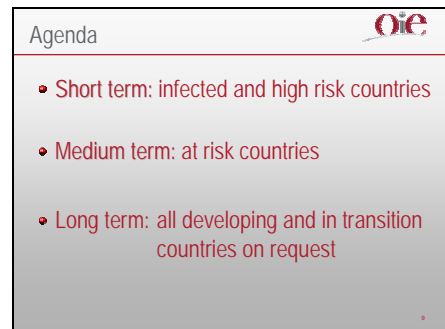 Agenda
oie
Short term: infected and high risk countries
Medium term: at risk countries
Long term: all developing and in transition
countries on request
9